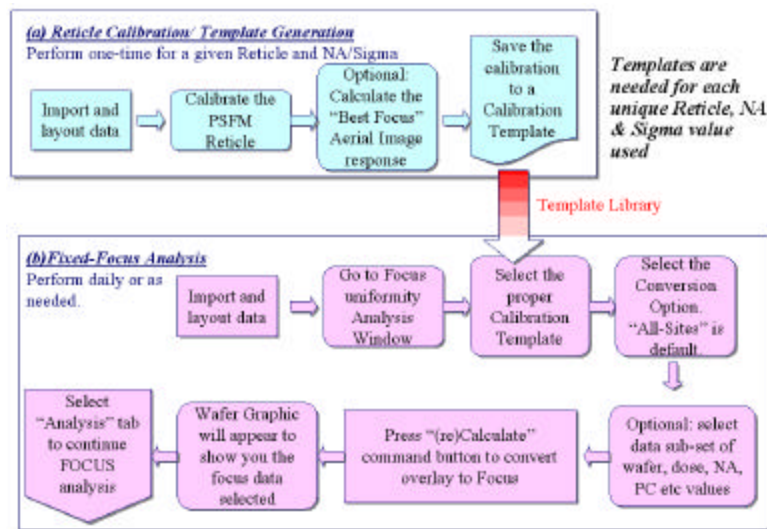 (a) Reticle Calibration/ Template Generation
Perform one-time for a given Reticle and NA/Sigma
Import and
layout data
Calibrate the
PSFM
Reticle
Optional:
Calculate the
“Best Focus”
Aerial Image
response
Save the
calibration
to a
Calibration
Template
Templates are
needed for each
unique Reticle, NA
& Sigma value
used
Template Library
(b)Fixed-Focus Analysis
Perform daily or as
needed.
Import and
layout data
Go to Focus
uniformity
Analysis
Window
Select the
proper
Calibration
Template
Select the
Conversion
Option.
“All-Sites” is
default.
Optional: select
data sub-set of
wafer, dose, NA,
PC etc values
Press “(re)Calculate”
command button to convert
overlay to Focus
Wafer Graphic
will appear to
show you the
focus data
selected
Select
“Analysis” tab
to continue
FOCUS
analysis